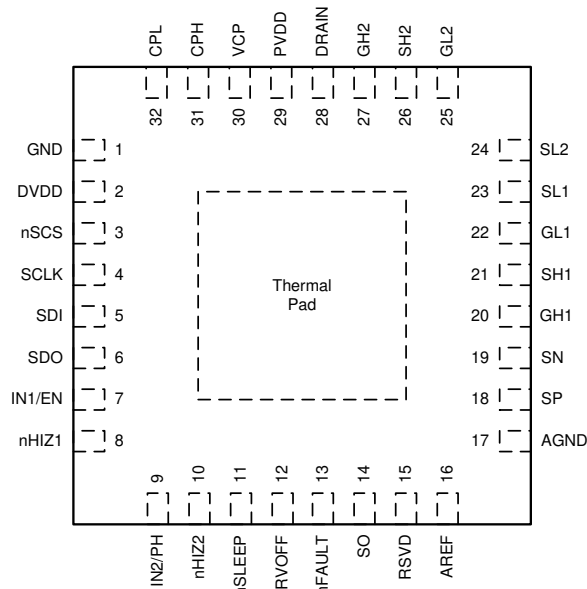 CPL
CPH
VCP
PVDD
DRAIN
GH2
SH2
GL2
32
31
30
29
28
27
26
25
GND 1
DVDD 2
nSCS 3
SCLK 4
SDI 5
SDO 6
IN1/EN 7
nHIZ1 8
Thermal
Pad
24 SL2
23 SL1
22 GL1
21 SH1
20 GH1
19 SN
18 SP
17 AGND
9
10
11
12
13
14
15
16
IN2/PH
nHIZ2
nSLEEP
RVOFF
nFAULT
SO
RSVD
AREF